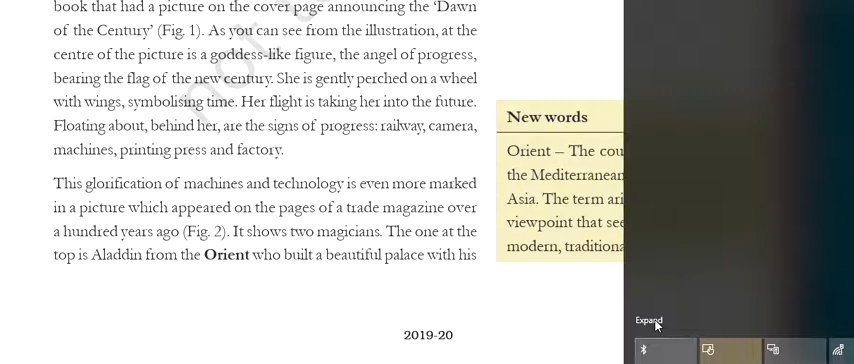 book that had a picture on the cover page announcing the ‘Dawn
of the Century’ (Fig. 1). As you can see from the illustration, at the
centre of the picture is a goddess-like figure, the angel of progress,
bearing the flag of the new century. She is gently perched on a wheel
with wings, symbolising time. Her flight is taking her into the future.
Floating about, behind her, are the signs of progress: railway, camera,
machines, printing press and factory.
This glorification of machines and technology is even more marked
in a picture which appeared on the pages of a trade magazine over
a hundred years ago (Fig. 2). It shows two magicians. The one at the
top is Aladdin from the Orient who built a beautiful palace with his
New words
Orient – The cou
the Mediterranean
Asia. The term ari
viewpoint that see
modern, traditiona
2019-20
Expand
not t